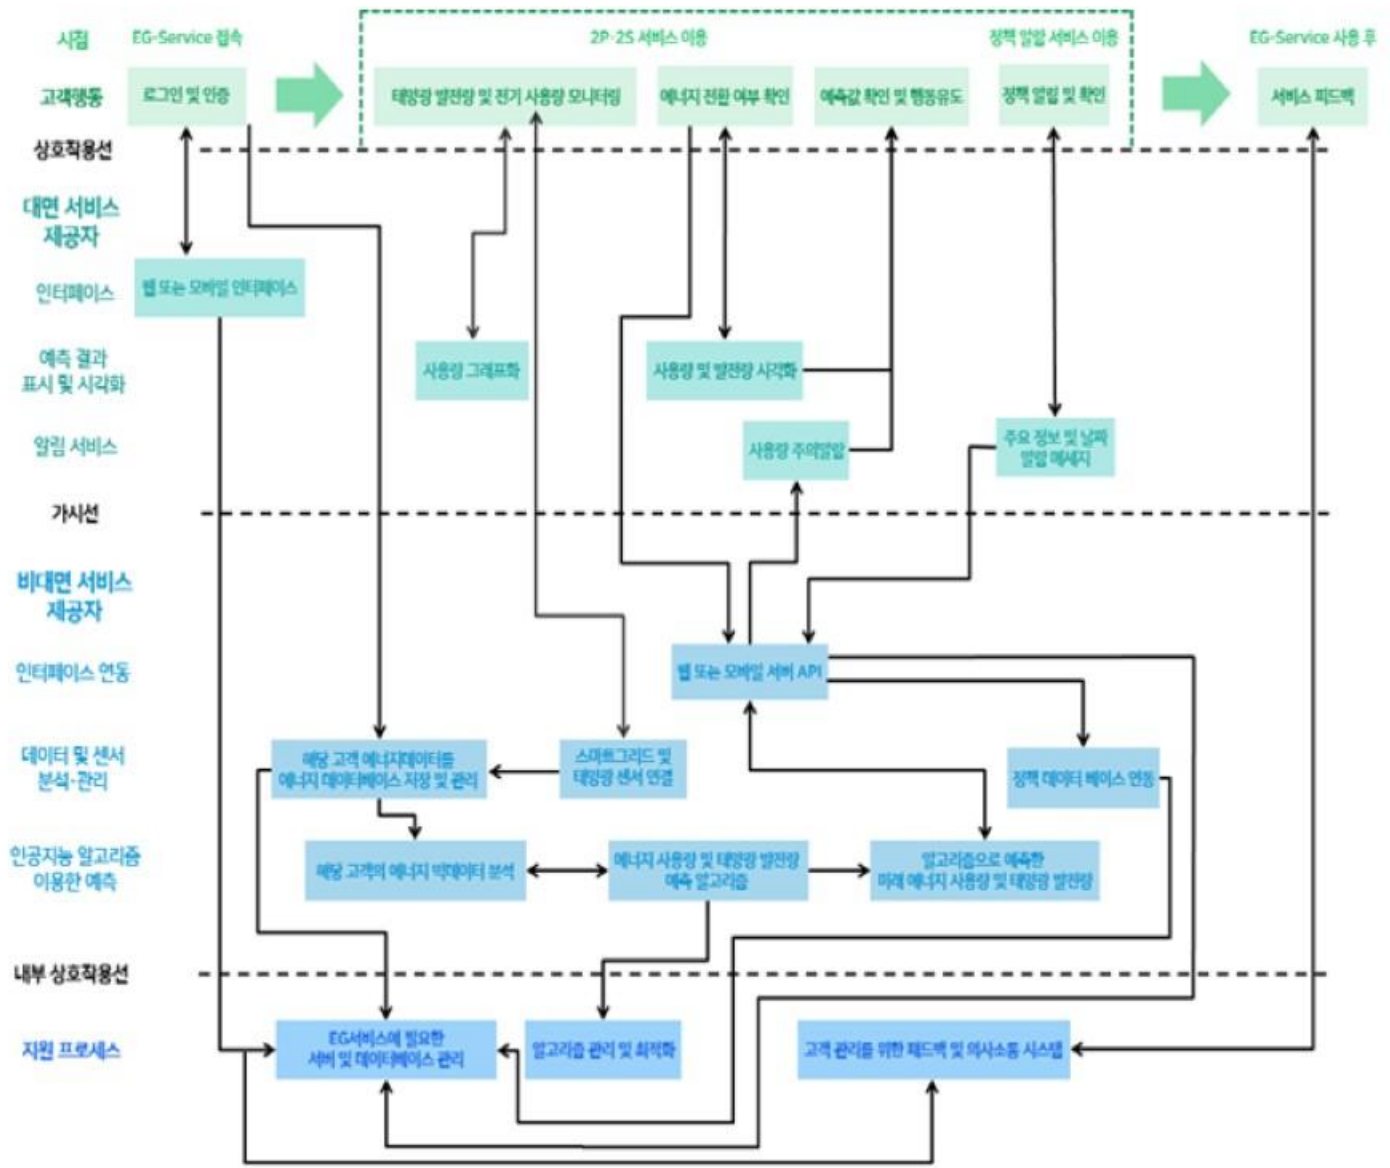 시점
EG-Service 접속
2P·2S 서비스 이용
정책 알람 서비스 이용
EG-Service 사용 후
고객행동
로그인 및 인증
태양광 발전량 및 전기 사용량 모니터링
에너지 전환 여부 확인
예측값 확인 및 행동유도
정책 알림 및 확인
서비스 피드백
상호작용선
대면 서비스
제공자
인터페이스
웹 또는 모바일 인터페이스
예측 결과
표시 및 시각화
사용량 그래프화
사용량 및 발전량 시각화
알림 서비스
사용량 주의알람
주요 정보 및 날짜
알람 메세지
가시선
비대면 서비스
제공자
인터페이스 연동
웹 또는 모바일 서버 API
데이터 및 센서
분석·관리
해당 고객 에너지데이터를
에너지 데이터베이스 저장 및 관리
스마트그리드 및
태양광 센서 연결
정책 데이터 베이스 연동
인공지능 알고리즘
이용한 예측
해당 고객의 에너지 빅데이터 분석
에너지 사용량 및 태양광 발전량
예측 알고리즘
알고리즘으로 예측한
미래 에너지 사용량 및 태양광 발전량
내부 상호작용선
지원 프로세스
EG서비스에 필요한
서버 및 데이터베이스 관리
알고리즘 관리 및 최적화
고객 관리를 위한 피드백 및 의사소통 시스템